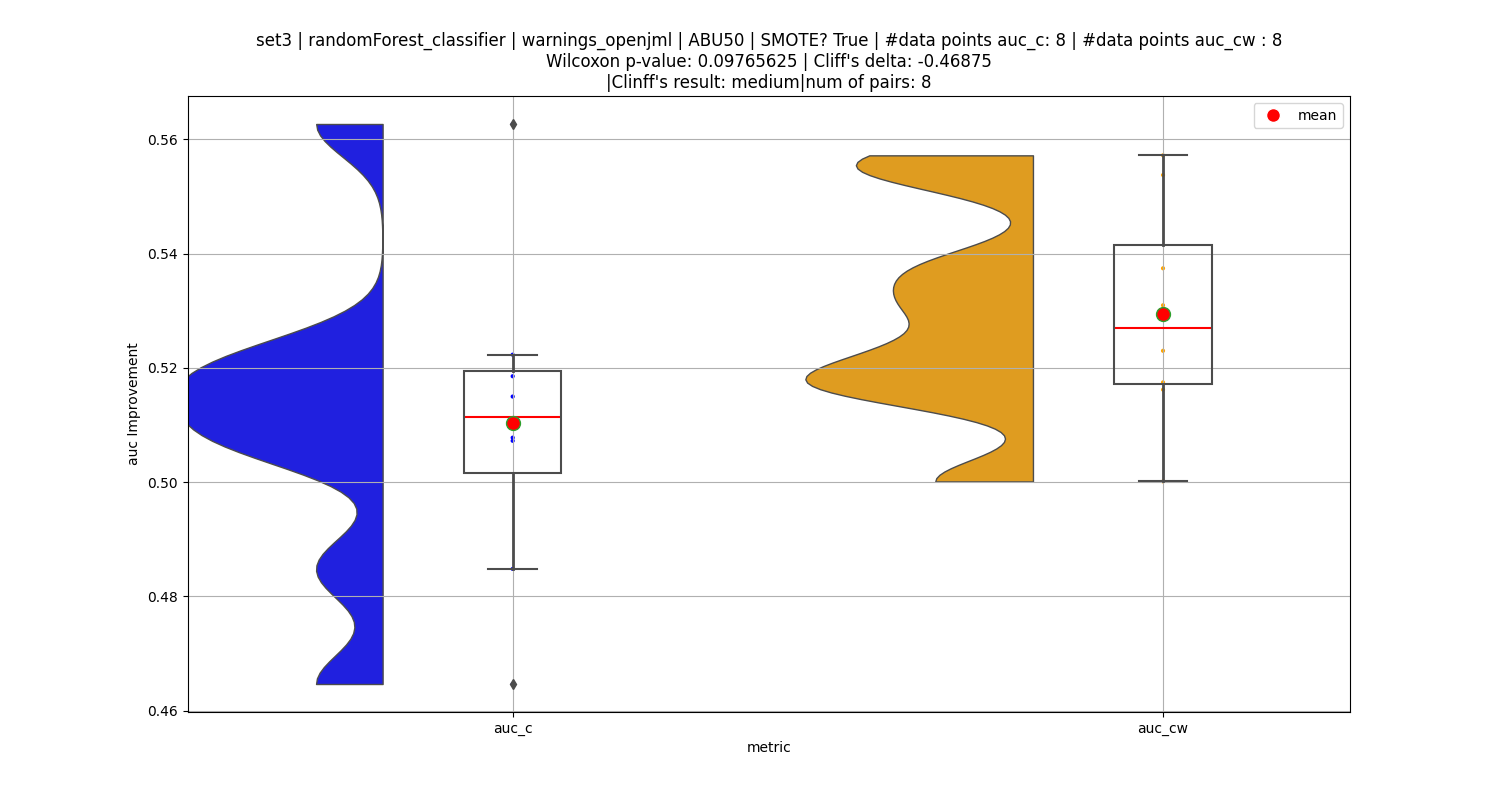 set3 | randomForest_classifier | warnings_openjml | ABU50 | SMOTE? True | #data points auc_c: 8 | #data points auc_cw : 8
Wilcoxon p-value: 0.09765625 | Cliff's delta: -0.46875
|Clinff's result: medium|num of pairs: 8
mean
0.56
0.54
0.52
0.50
0.48
0.46
auc Improvement
auc_c
auc_cw
metric